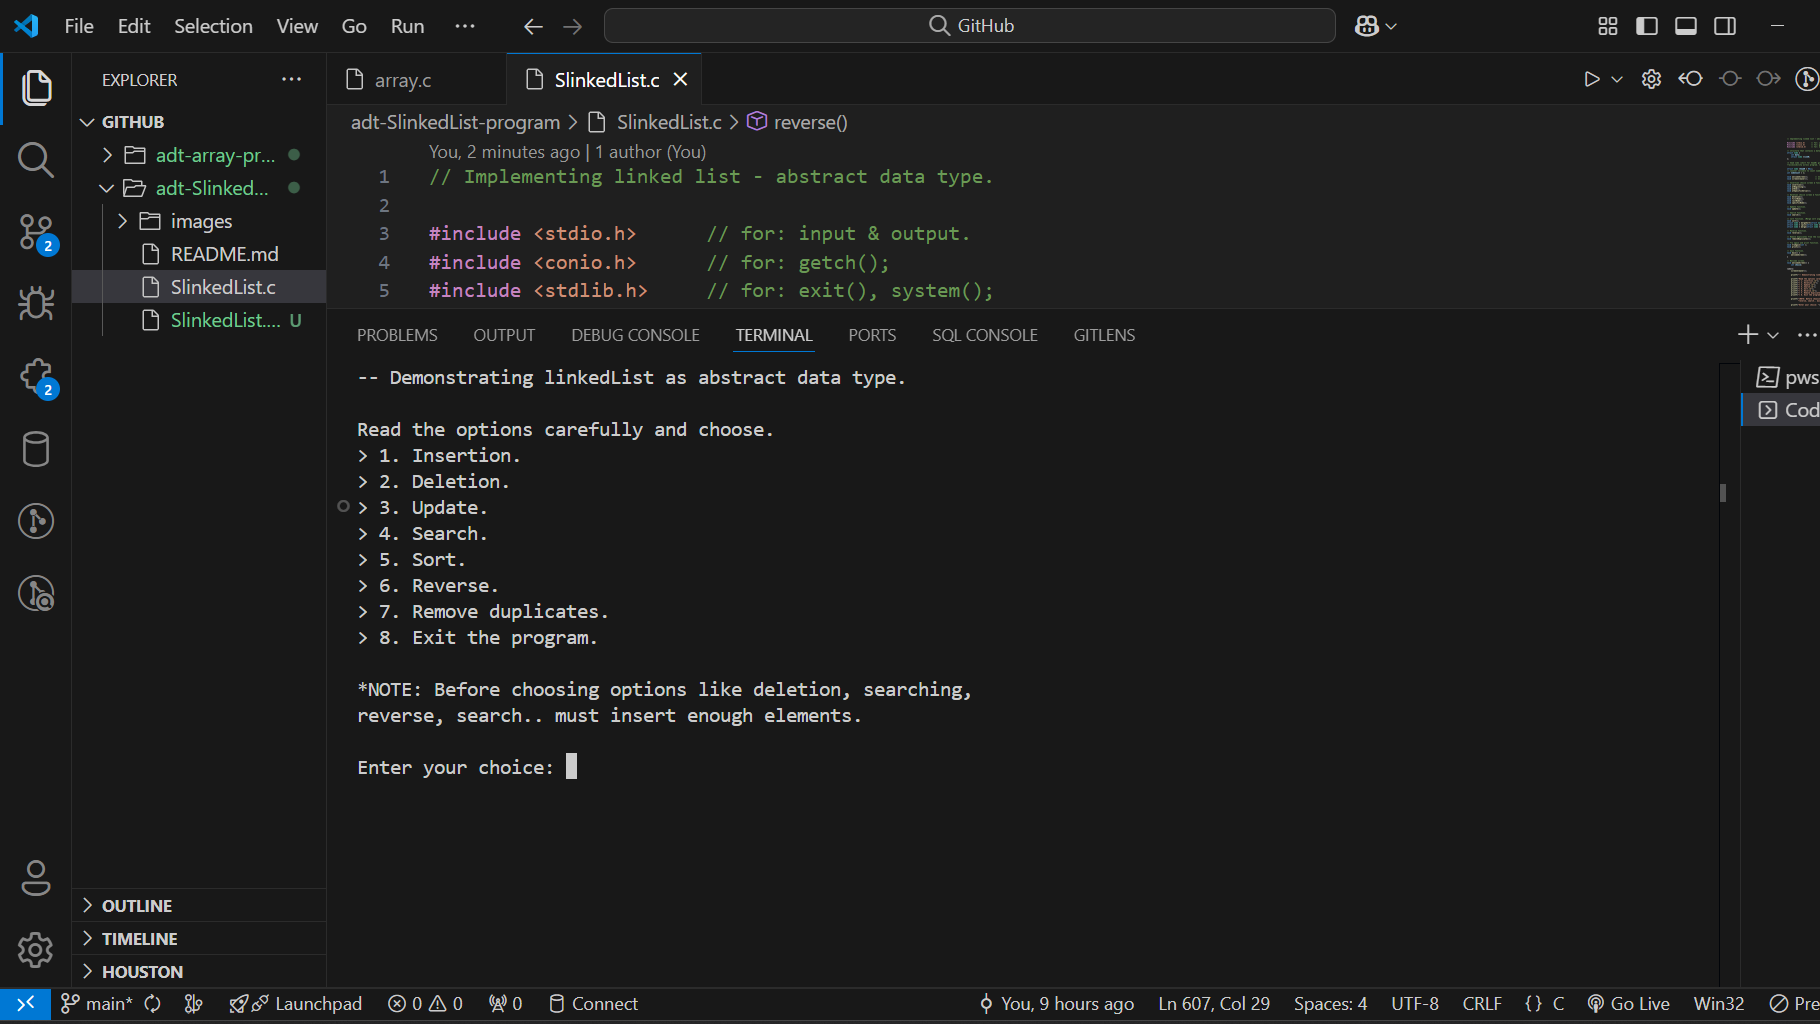 File Edit Selection View Go Run ··· GitHub
EXPLORER ···
GITHUB
adt-array-pr...
adt-Slinked...
images
README.md
SlinkedList.c
SlinkedList.... U
2
2
OUTLINE
TIMELINE
HOUSTON
array.c SlinkedList.c
adt-SlinkedList-program > SlinkedList.c > reverse()
You, 2 minutes ago | 1 author (You)
1 // Implementing linked list - abstract data type.
2
3 #include <stdio.h> // for: input & output.
4 #include <conio.h> // for: getch();
5 #include <stdlib.h> // for: exit(), system();
PROBLEMS OUTPUT DEBUG CONSOLE TERMINAL PORTS SQL CONSOLE GITLENS
-- Demonstrating linkedList as abstract data type.
Read the options carefully and choose.
> 1. Insertion.
> 2. Deletion.
> 3. Update.
> 4. Search.
> 5. Sort.
> 6. Reverse.
> 7. Remove duplicates.
> 8. Exit the program.
*NOTE: Before choosing options like deletion, searching,
reverse, search.. must insert enough elements.
Enter your choice:
pws
Cod
main* Launchpad 0 0 0 Connect You, 9 hours ago Ln 607, Col 29 Spaces: 4 UTF-8 CRLF {} C Go Live Win32 Pre